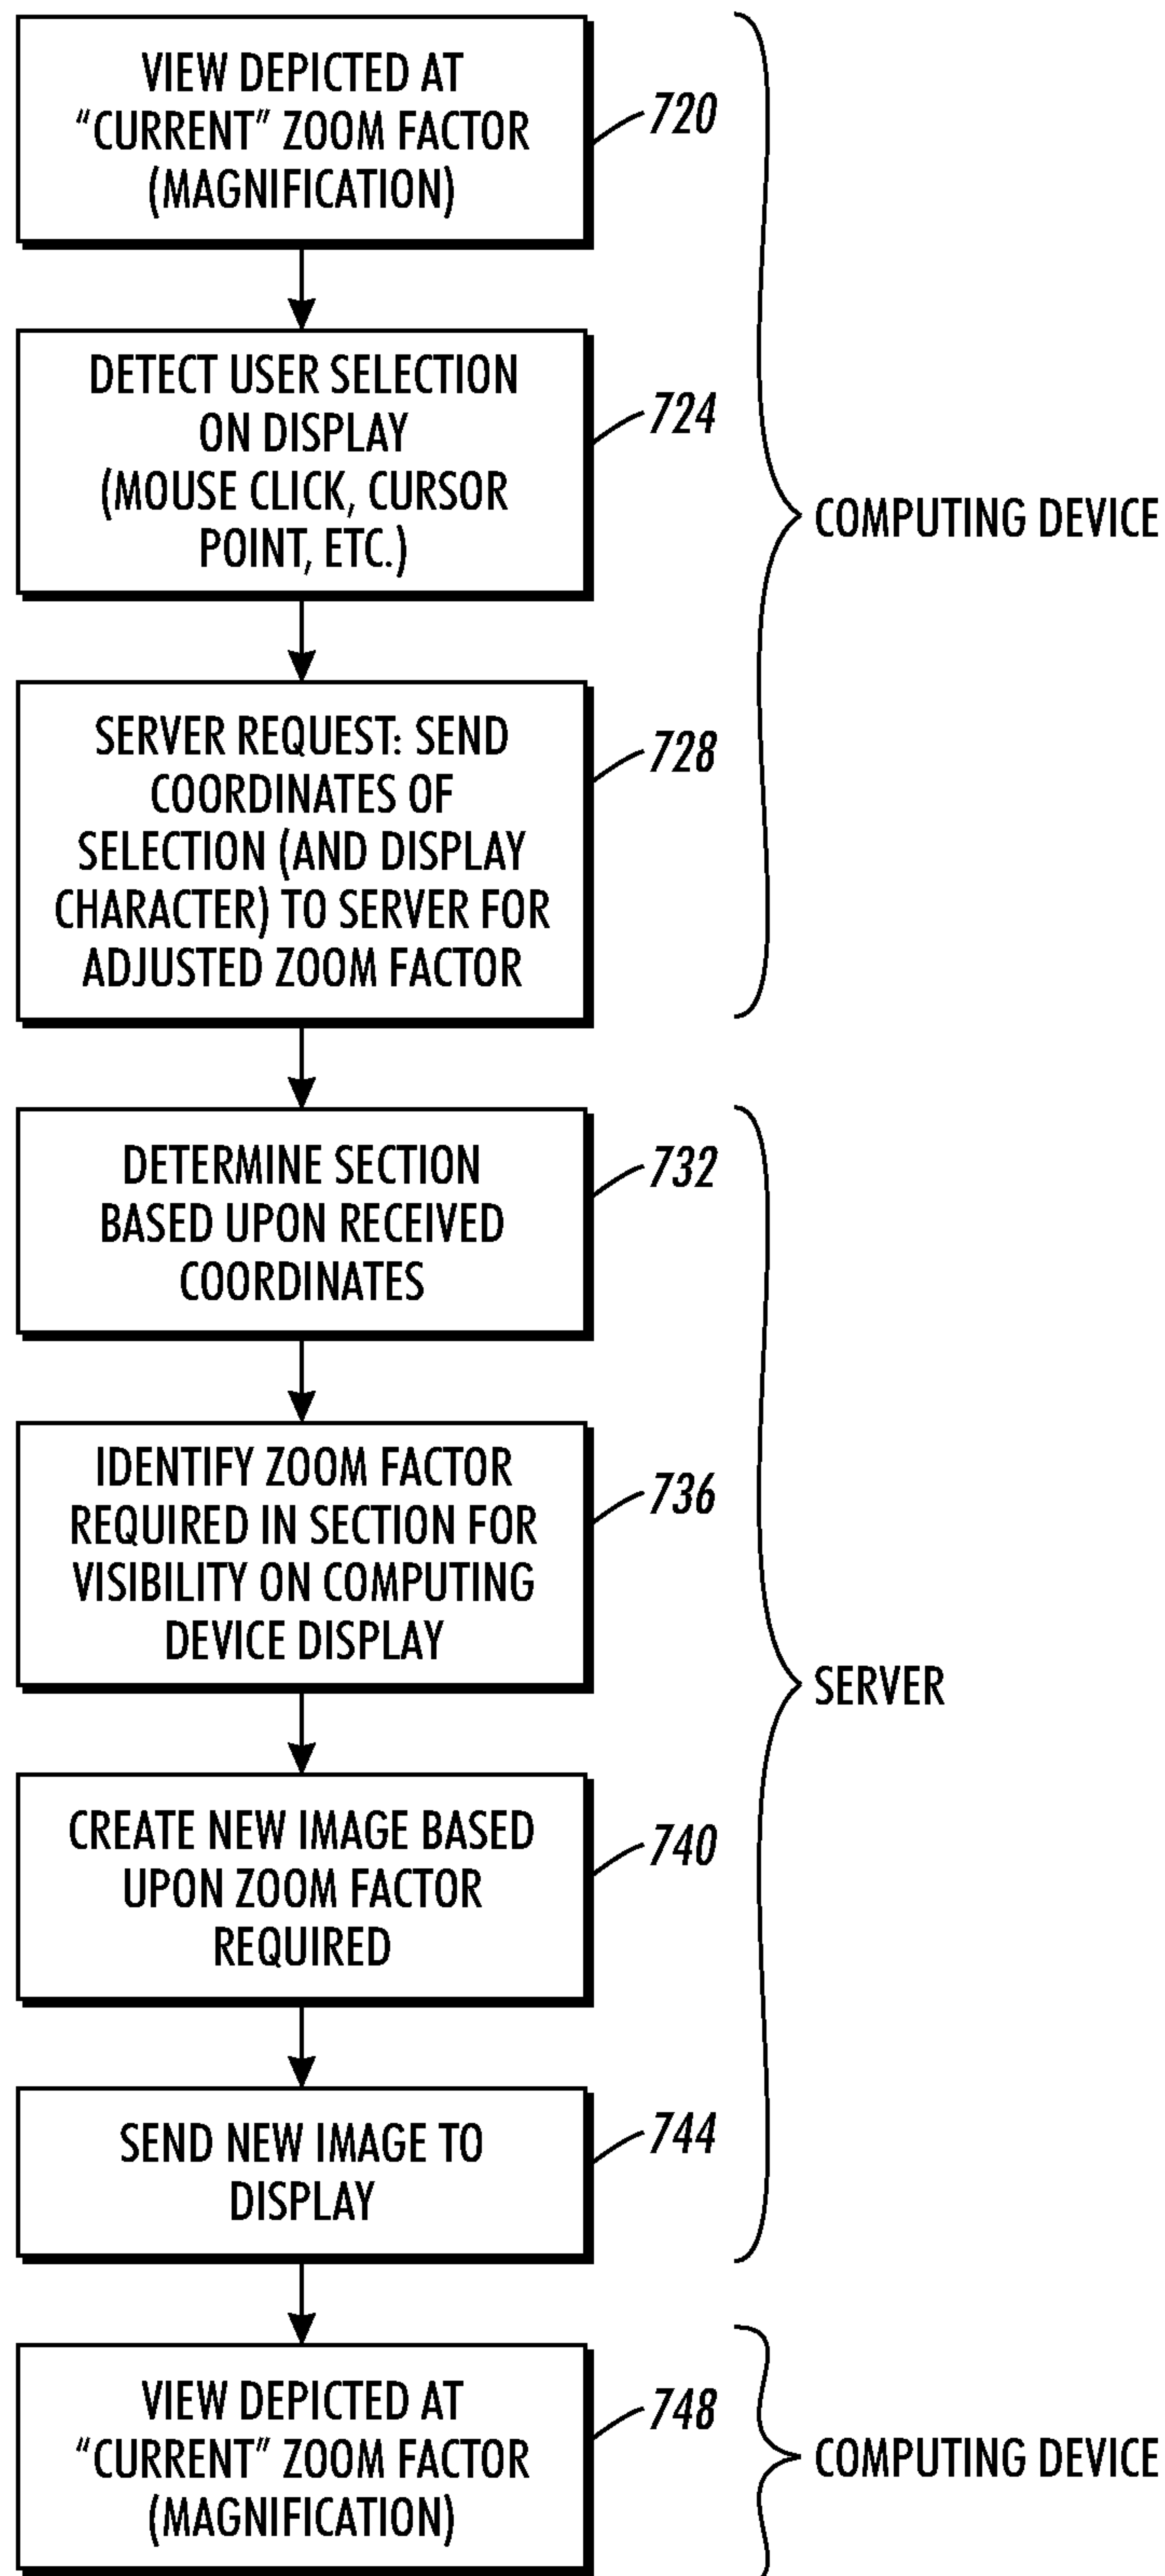 VIEW DEPICTED AT
“CURRENT” ZOOM FACTOR
(MAGNIFICATION)
720
DETECT USER SELECTION
ON DISPLAY
(MOUSE CLICK, CURSOR
POINT, ETC.)
724
COMPUTING DEVICE
SERVER REQUEST: SEND
COORDINATES OF
SELECTION (AND DISPLAY
CHARACTER) TO SERVER FOR
ADJUSTED ZOOM FACTOR
728
DETERMINE SECTION
BASED UPON RECEIVED
COORDINATES
732
IDENTIFY ZOOM FACTOR
REQUIRED IN SECTION FOR
VISIBILITY ON COMPUTING
DEVICE DISPLAY
736
SERVER
CREATE NEW IMAGE BASED
UPON ZOOM FACTOR
REQUIRED
740
SEND NEW IMAGE TO
DISPLAY
744
VIEW DEPICTED AT
“CURRENT” ZOOM FACTOR
(MAGNIFICATION)
748
COMPUTING DEVICE